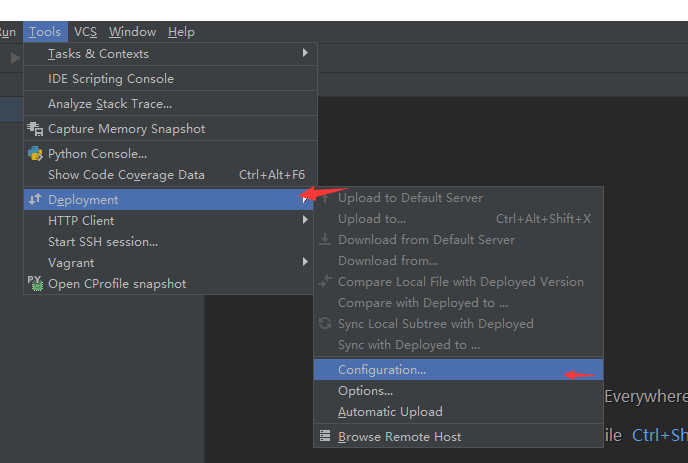 Run Tools VCS Window Help
Tasks & Contexts
IDE Scripting Console
Analyze Stack Trace...
Capture Memory Snapshot
Python Console...
Show Code Coverage Data Ctrl+Alt+F6
Deployment
HTTP Client
Start SSH session...
Vagrant
Open CProfile snapshot
Upload to Default Server
Upload to... Ctrl+Alt+Shift+X
Download from Default Server
Download from...
Compare Local File with Deployed Version
Compare with Deployed to ...
Sync Local Subtree with Deployed
Sync with Deployed to ...
Configuration...
Options...
Automatic Upload
Browse Remote Host
Everywhere
ile Ctrl+Sh